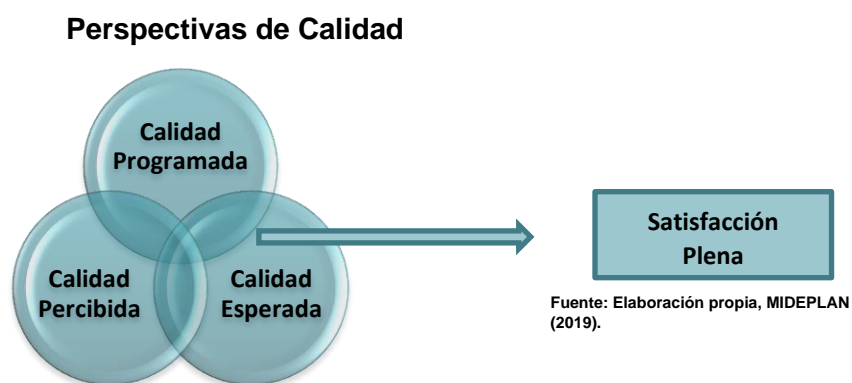 Perspectivas de Calidad
Calidad
Programada
Calidad
Percibida
Calidad
Esperada
Satisfacción
Plena
Fuente: Elaboración propia, MIDEPLAN
(2019).